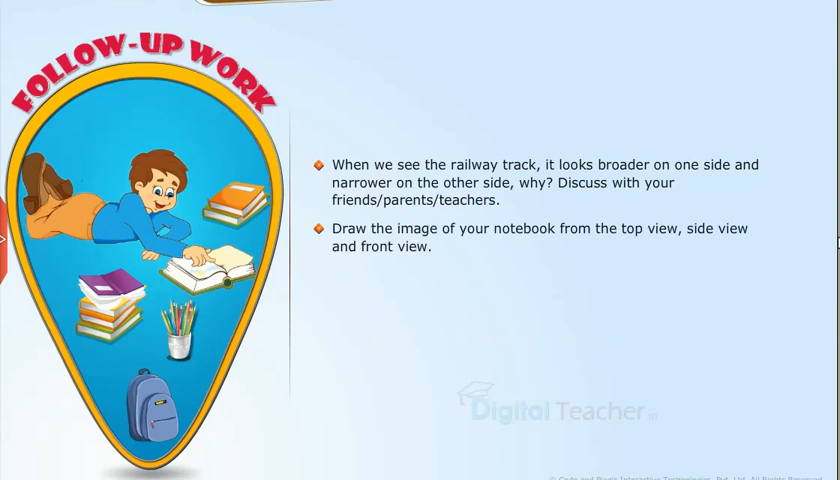 FOLLOW-UP WORK
When we see the railway track, it looks broader on one side and
narrower on the other side, why? Discuss with your
friends/parents/teachers.
Draw the image of your notebook from the top view, side view
and front view.
Digital Teacher.in